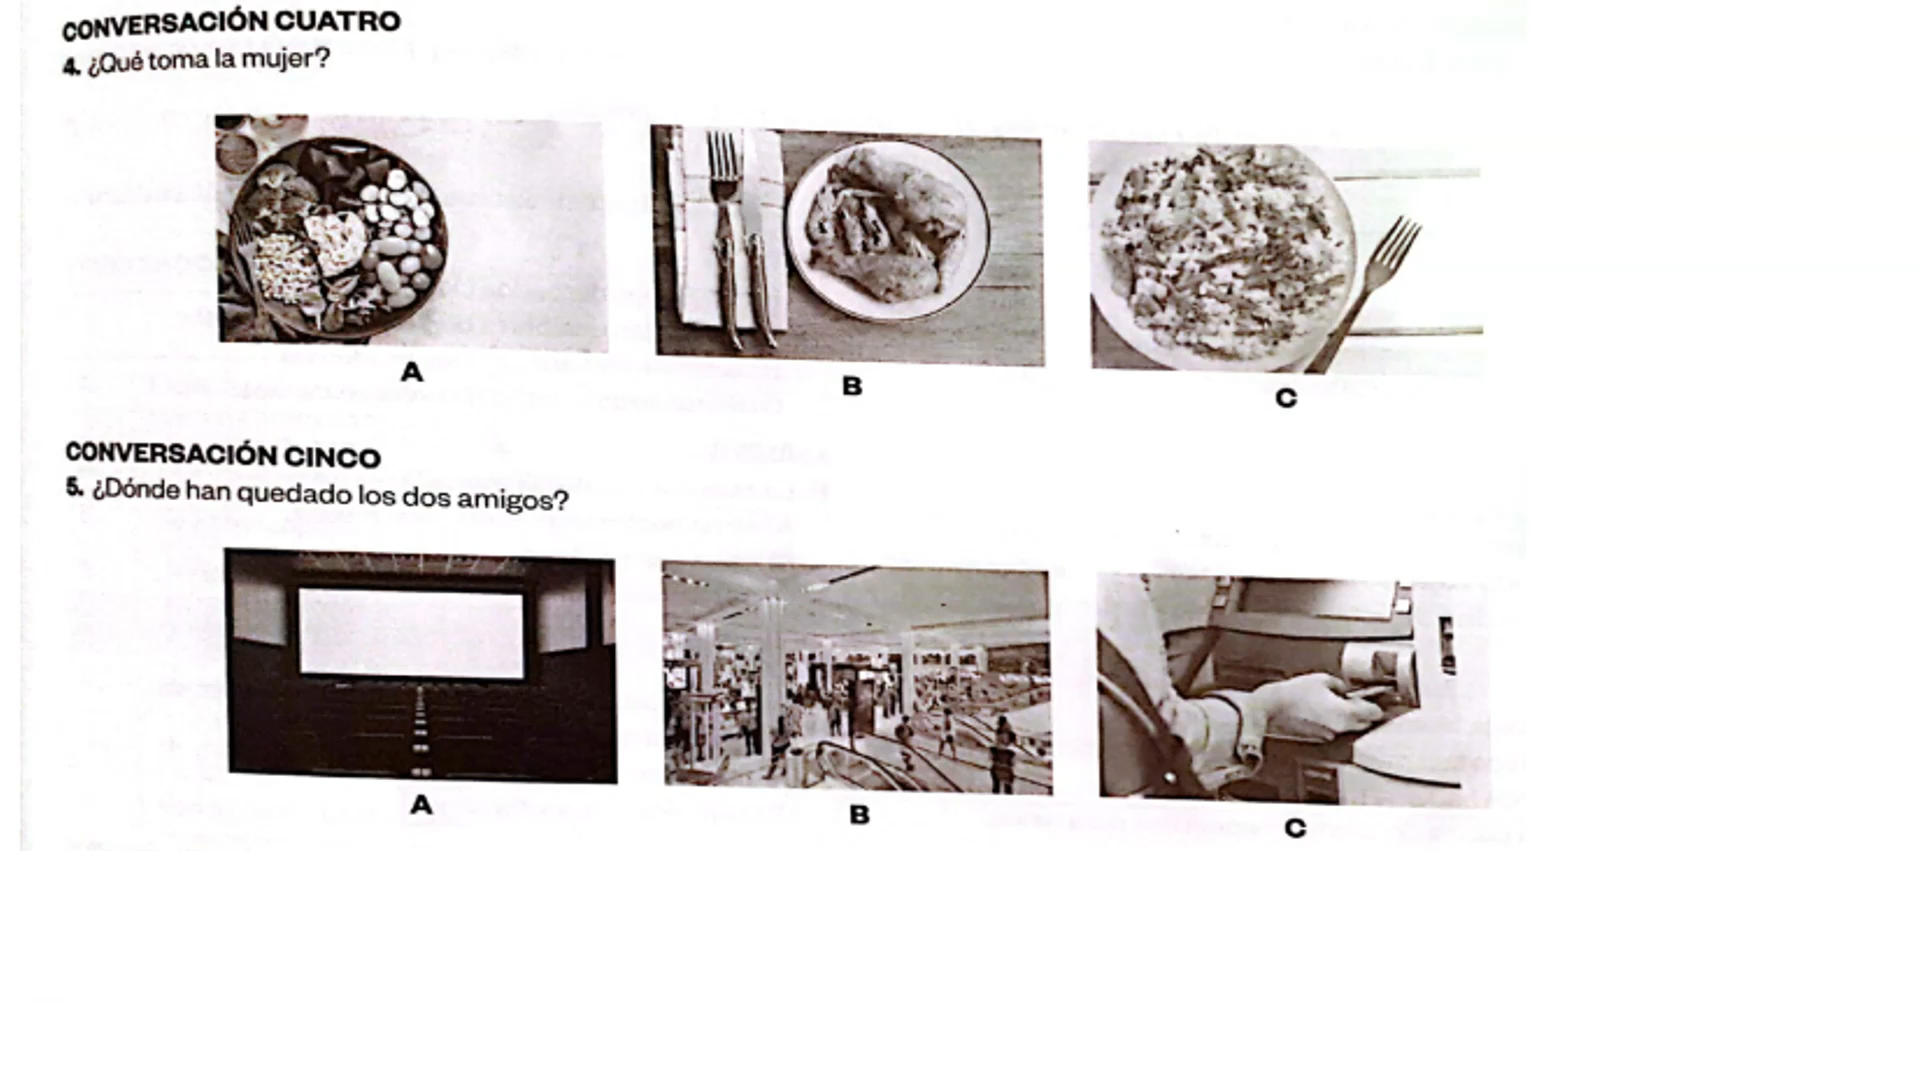 CONVERSACIÓN CUATRO
4. ¿Qué toma la mujer?
A
B
C
CONVERSACIÓN CINCO
5. ¿Dónde han quedado los dos amigos?
A
B
C